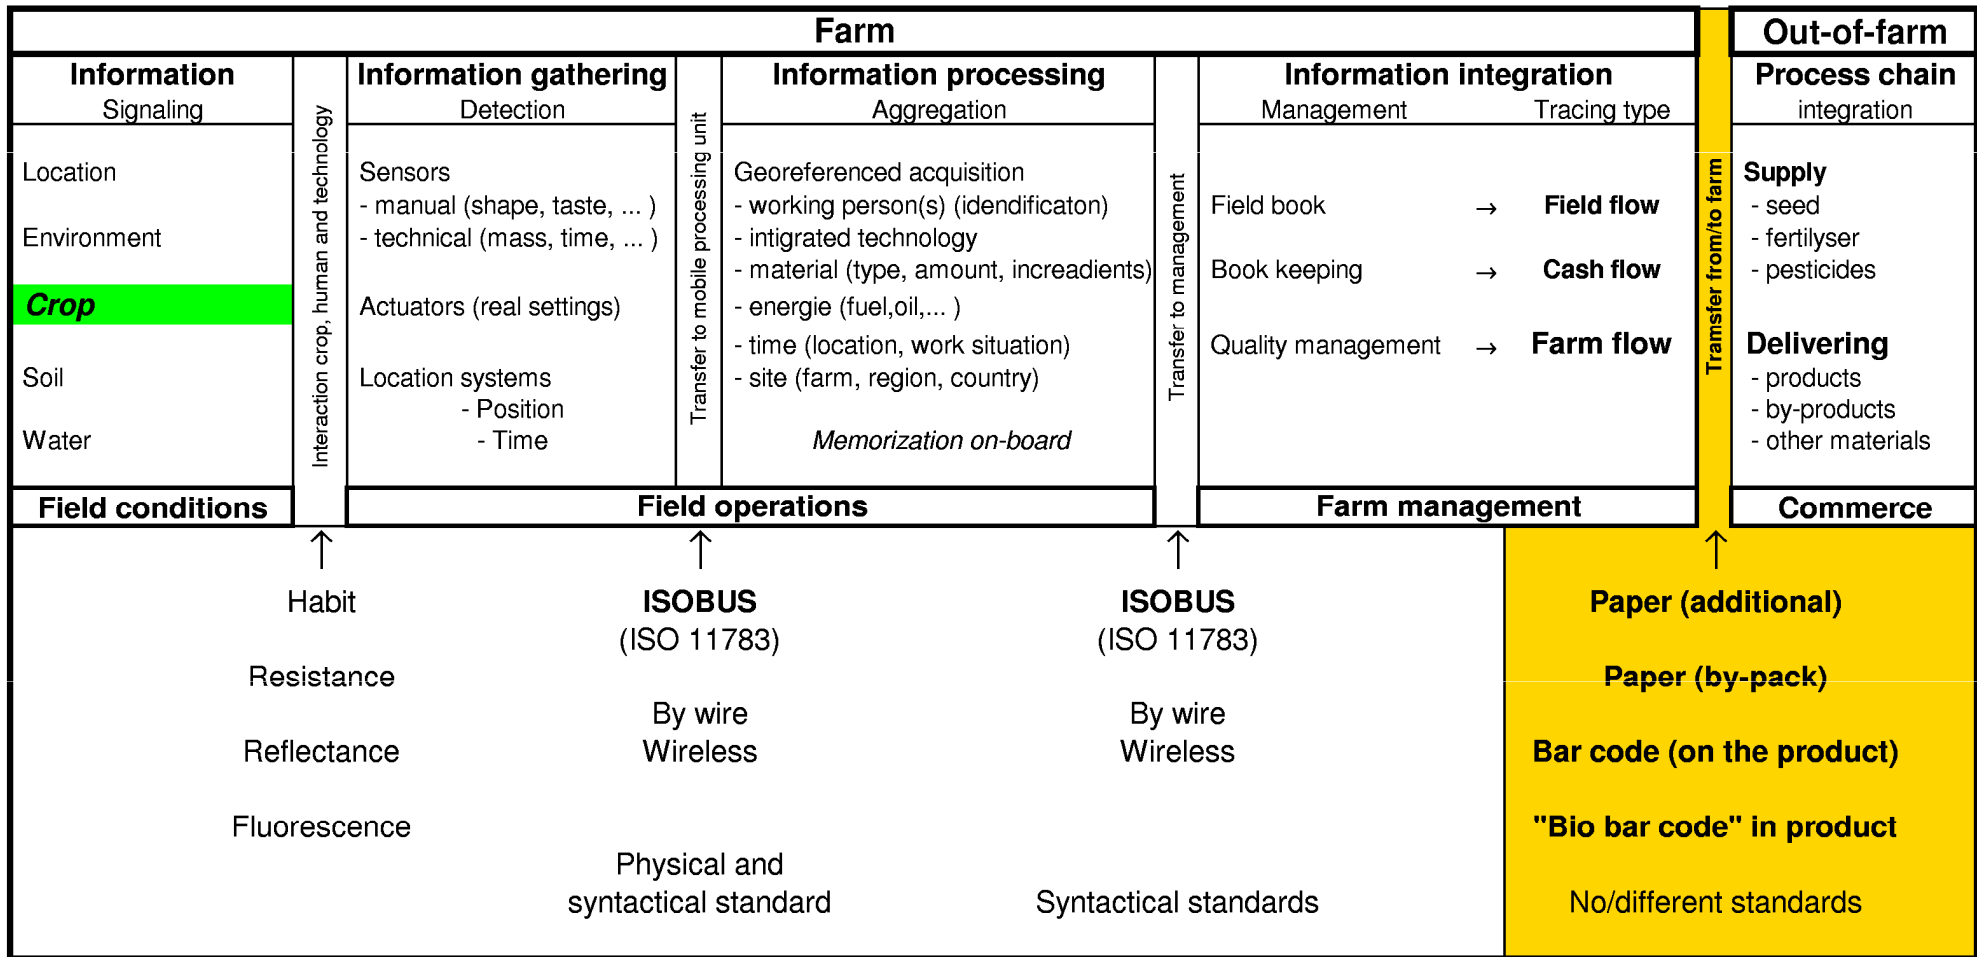 Farm
Out-of-farm
Information
Signaling
Location
Environment
Crop
Soil
Water
Field conditions
Interaction crop, human and technology
Information gathering
Detection
Sensors
- manual (shape, taste, ... )
- technical (mass, time, ... )
Actuators (real settings)
Location systems
- Position
- Time
Transfer to mobile processing unit
Information processing
Aggregation
Georeferenced acquisition
- working person(s) (idendificaton)
- intigrated technology
- material (type, amount, increadients)
- energie (fuel,oil,... )
- time (location, work situation)
- site (farm, region, country)
Memorization on-board
Field operations
Transfer to management
Information integration
Management Tracing type
Field book → Field flow
Book keeping → Cash flow
Quality management → Farm flow
Farm management
Transfer from/to farm
Process chain
integration
Supply
- seed
- fertilyser
- pesticides
Delivering
- products
- by-products
- other materials
Commerce
Habit
Resistance
Reflectance
Fluorescence
ISOBUS
(ISO 11783)
By wire
Wireless
Physical and
syntactical standard
ISOBUS
(ISO 11783)
By wire
Wireless
Syntactical standards
Paper (additional)
Paper (by-pack)
Bar code (on the product)
"Bio bar code" in product
No/different standards